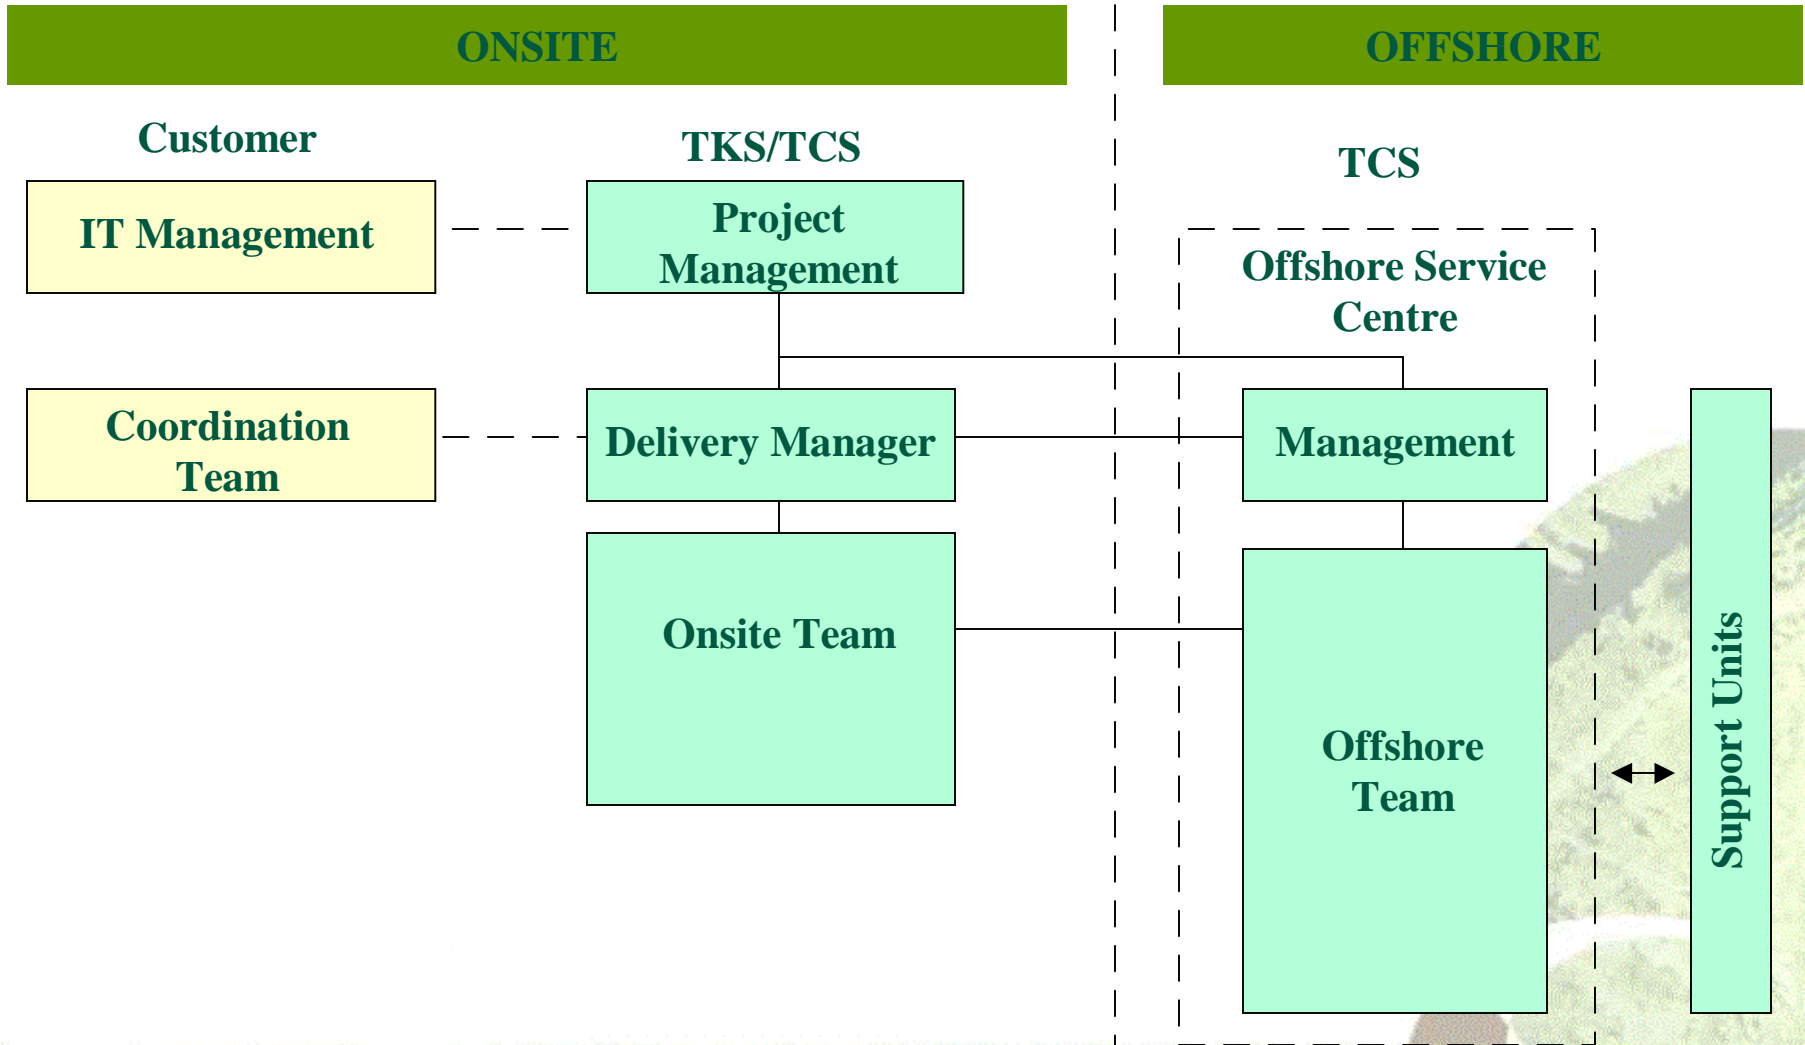 ONSITE
OFFSHORE
Customer
TKS/TCS
TCS
IT Management
Project
Management
Offshore Service
Centre
Coordination
Team
Delivery Manager
Management
Onsite Team
Offshore
Team
Support Units